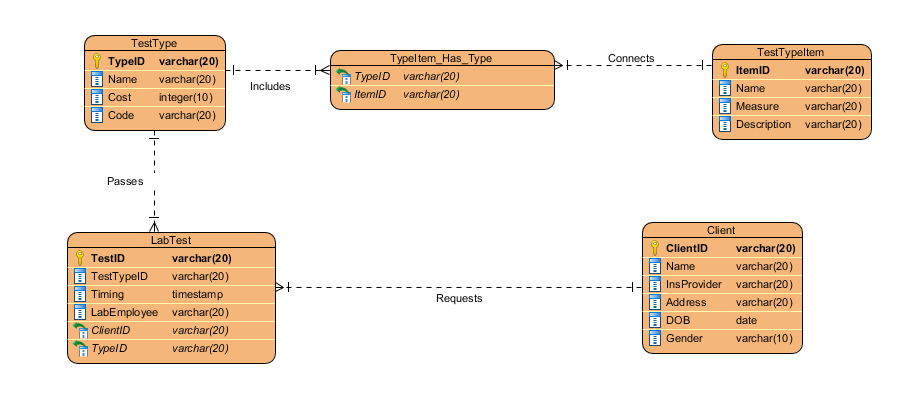 TestType
TypeID varchar(20)
Name varchar(20)
Cost integer(10)
Code varchar(20)
Includes
TypeItem_Has_Type
TypeID varchar(20)
ItemID varchar(20)
Connects
TestTypeItem
ItemID varchar(20)
Name varchar(20)
Measure varchar(20)
Description varchar(20)
Passes
LabTest
TestID varchar(20)
TestTypeID varchar(20)
Timing timestamp
LabEmployee varchar(20)
ClientID varchar(20)
TypeID varchar(20)
Requests
Client
ClientID varchar(20)
Name varchar(20)
InsProvider varchar(20)
Address varchar(20)
DOB date
Gender varchar(10)